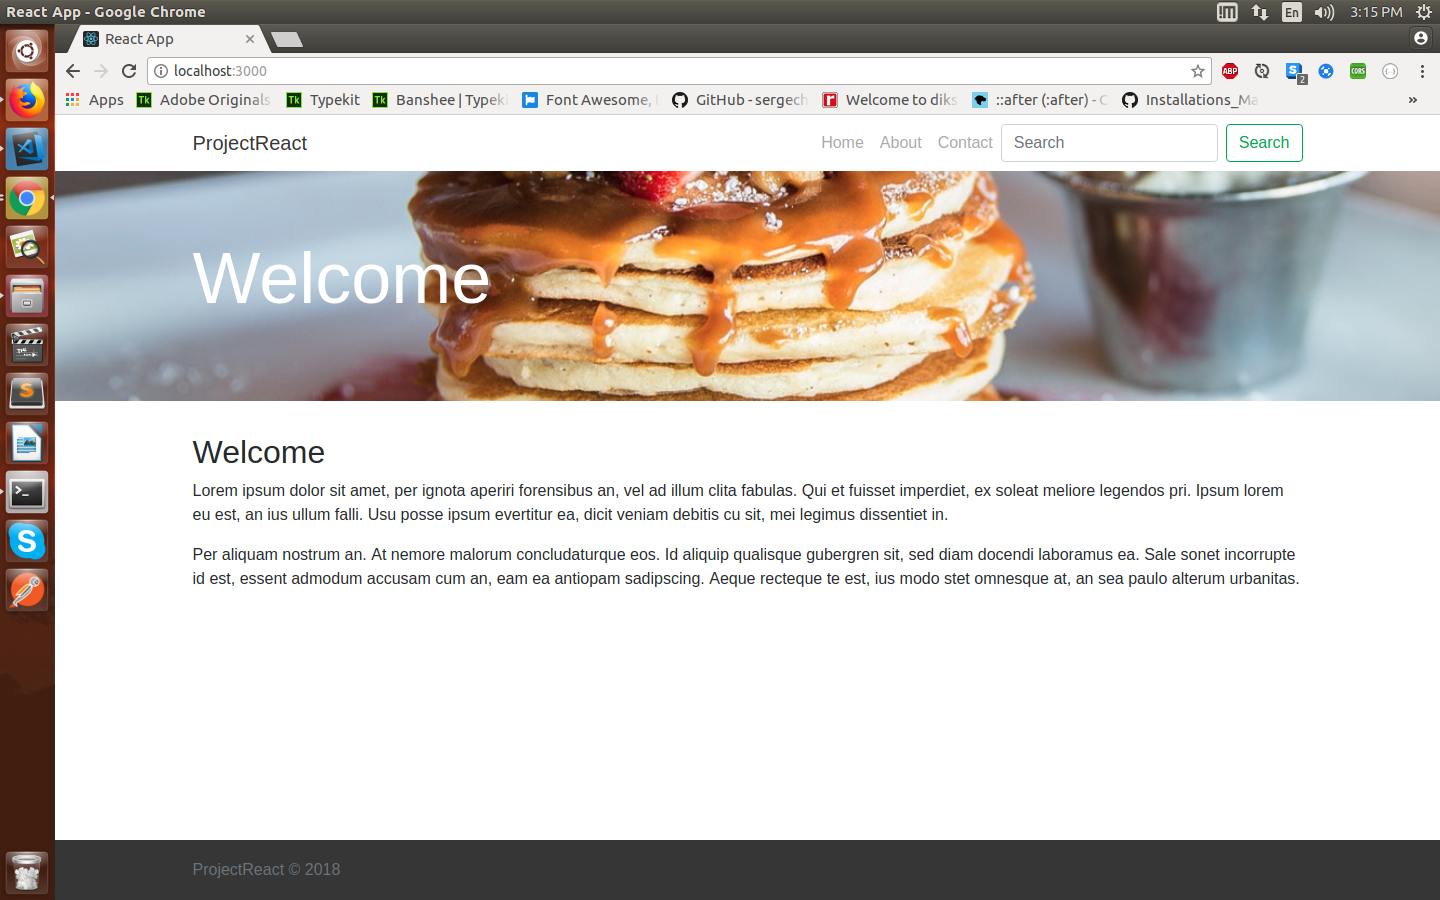 React App - Google Chrome
En
3:15 PM
React App
localhost:3000
ABP
S
2
CORS
Apps
Tk
Adobe Originals
Tk
Typekit
Tk
Banshee | Typeki
Font Awesome,
GitHub - sergech
Welcome to diks
::after (:after) - C
Installations_Ma
»
ProjectReact
Home
About
Contact
Search
Search
Welcome
Welcome
Lorem ipsum dolor sit amet, per ignota aperiri forensibus an, vel ad illum clita fabulas. Qui et fuisset imperdiet, ex soleat meliore legendos pri. Ipsum lorem
eu est, an ius ullum falli. Usu posse ipsum evertitur ea, dicit veniam debitis cu sit, mei legimus dissentiet in.
Per aliquam nostrum an. At nemore malorum concludaturque eos. Id aliquip qualisque gubergren sit, sed diam docendi laboramus ea. Sale sonet incorrupte
id est, essent admodum accusam cum an, eam ea antiopam sadipscing. Aeque recteque te est, ius modo stet omnesque at, an sea paulo alterum urbanitas.
ProjectReact © 2018